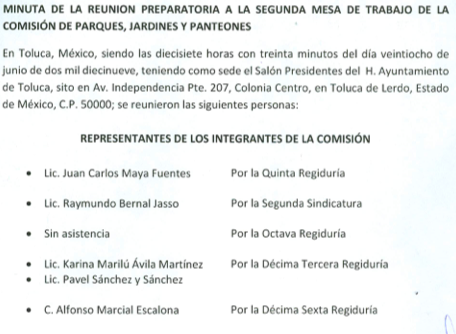 MINUTA DE LA REUNION PREPARATORIA A LA SEGUNDA MESA DE TRABAJO DE LA
COMISIÓN DE PARQUES, JARDINES Y PANTEONES
En Toluca, México, siendo las diecisiete horas con treinta minutos del día veintiocho de
junio de dos mil diecinueve, teniendo como sede el Salón Presidentes del H. Ayuntamiento
de Toluca, sito en Av. Independencia Pte. 207, Colonia Centro, en Toluca de Lerdo, Estado
de México, C.P. 50000; se reunieron las siguientes personas:
REPRESENTANTES DE LOS INTEGRANTES DE LA COMISIÓN
• Lic. Juan Carlos Maya Fuentes Por la Quinta Regiduría
• Lic. Raymundo Bernal Jasso Por la Segunda Sindicatura
• Sin asistencia Por la Octava Regiduría
• Lic. Karina Marilú Ávila Martínez Por la Décima Tercera Regiduría
• Lic. Pavel Sánchez y Sánchez
• C. Alfonso Marcial Escalona Por la Décima Sexta Regiduría